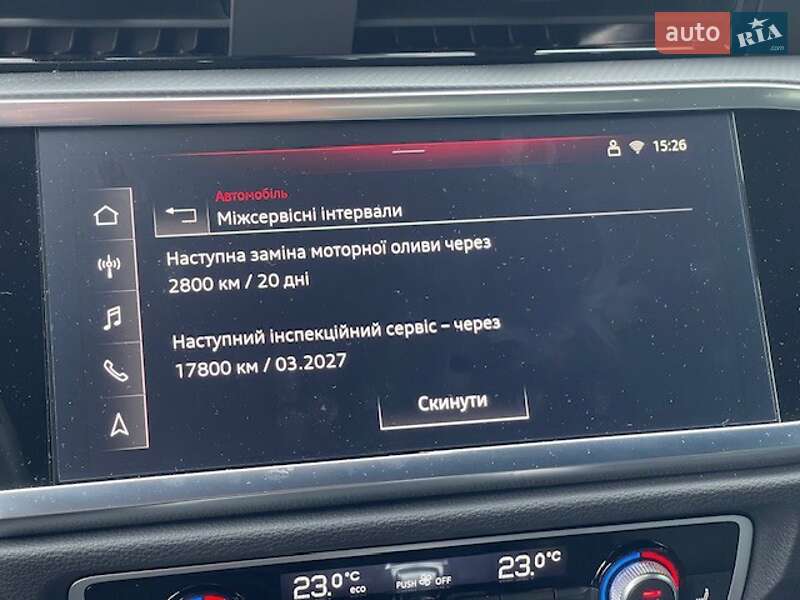 auto RIA .com
15:26
Автомобіль
Міжсервісні інтервали
Наступна заміна моторної оливи через
2800 км / 20 дні
Наступний інспекційний сервіс – через
17800 км / 03.2027
Скинути
23.0 °C eco
PUSH OFF
23.0 °C